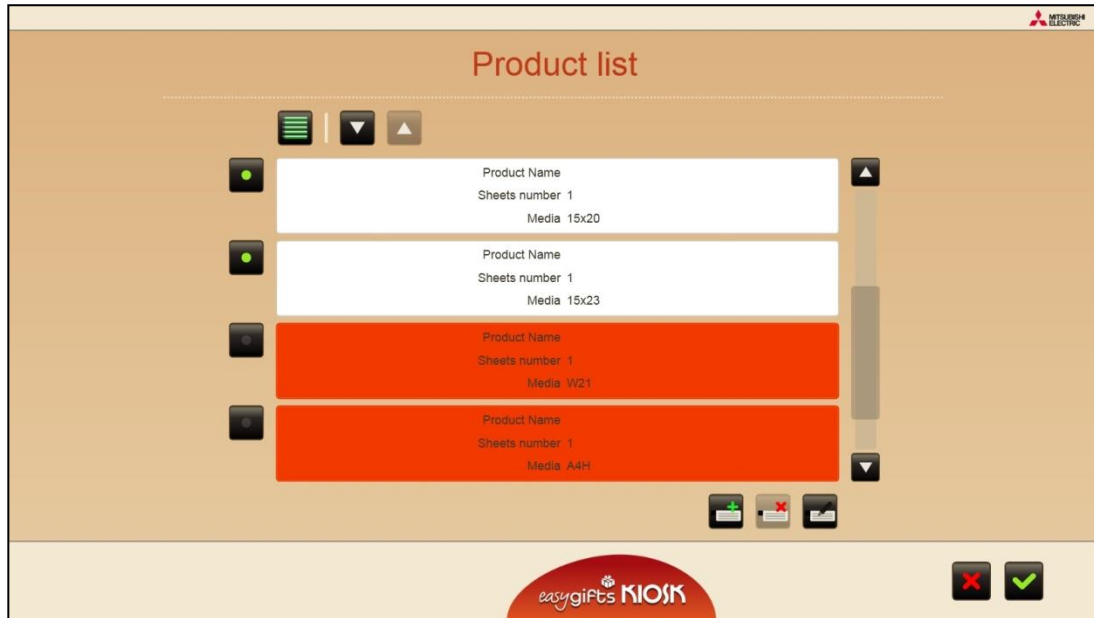 MITSUBISHI
ELECTRIC
Product list
Product Name
Sheets number 1
Media 15x20
Product Name
Sheets number 1
Media 15x23
Product Name
Sheets number 1
Media W21
Product Name
Sheets number 1
Media A4H
easygifts KIOSK